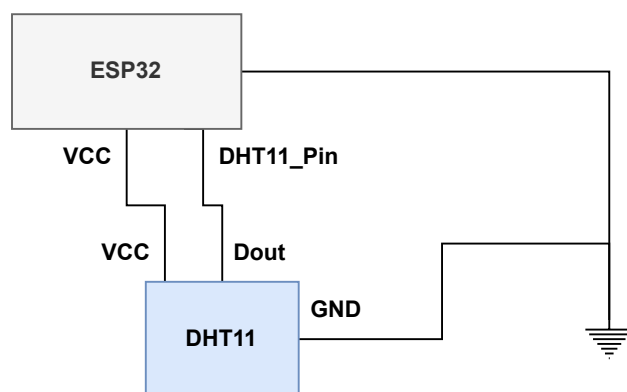 ESP32
VCC
DHT11_Pin
VCC
Dout
GND
DHT11